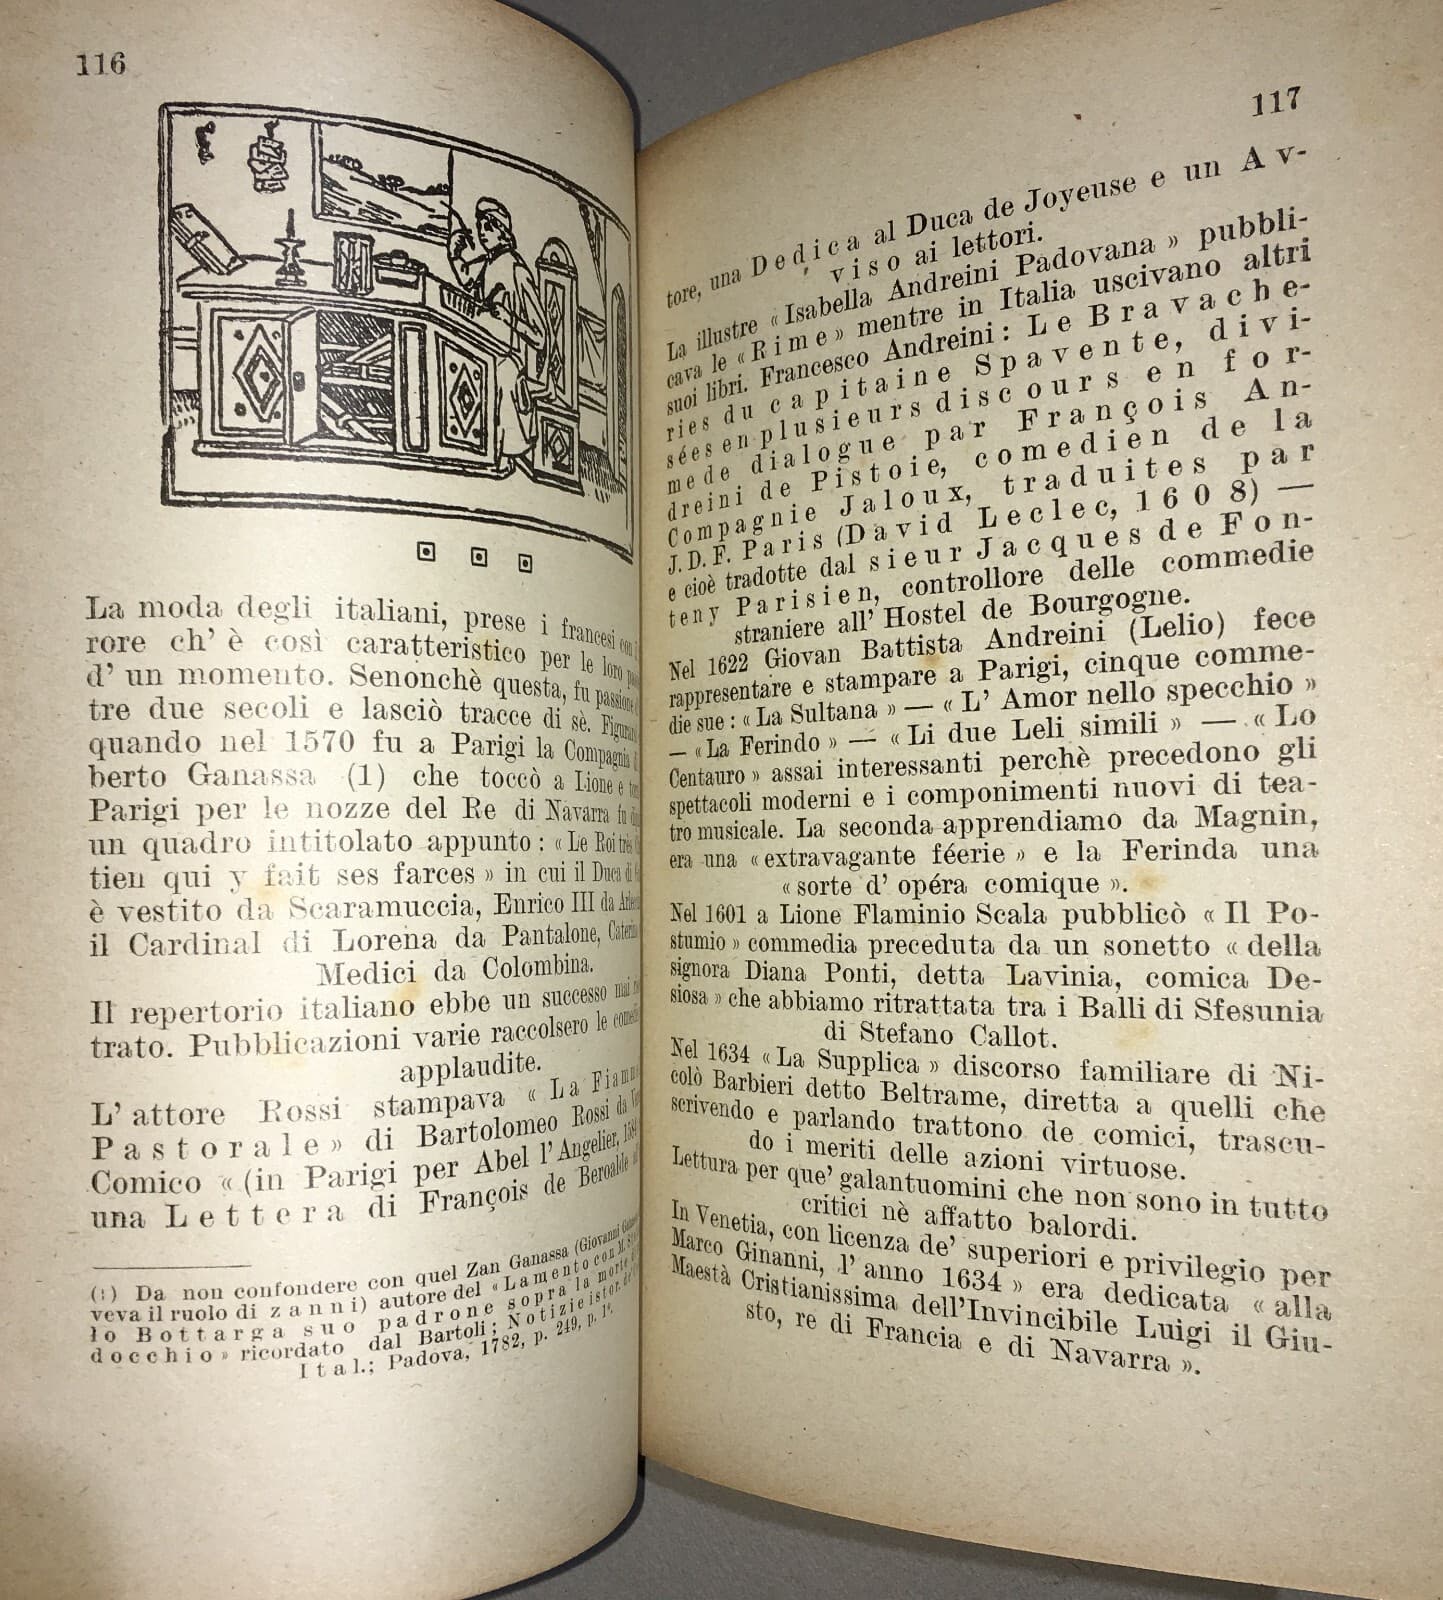 116
La moda degli italiani, prese i francesi con
rore ch' è così caratteristico per le loro
d' un momento. Senonchè questa, fu passione
tre due secoli e lasciò tracce di sè.
quando nel 1570 fu a Parigi la Compagnia
berto Ganassa (1) che toccò a Lione e
Parigi per le nozze del Re di Navarra fu
un quadro intitolato appunto : « Le Roi très
tien qui y fait ses farces » in cui il Duca di
è vestito da Scaramuccia, Enrico III da
il Cardinal di Lorena da Pantalone,
Medici da Colombina.
Il repertorio italiano ebbe un successo mai
trato. Pubblicazioni varie raccolsero le
applaudite.
L' attore Rossi stampava « La
Pastorale » di Bartolomeo Rossi da
Comico « (in Parigi per Abel l'Angelier,
una Lettera di François de Beroalde
(1) Da non confondere con quel Zan Ganassa (Giovanni
veva il ruolo di zanni) autore del « Lamento con M.
lo Bottarga suo padrone sopra la morte
docchio » ricordato dal Bartoli ; Notizie istor.
Ital.; Padova, 1782, p. 249, p. 1ª.
117
tore, una Dedica al Duca de Joyeuse e un Av-
viso ai lettori.
La illustre « Isabella Andreini Padovana » pubbli-
cava le « Rime » mentre in Italia uscivano altri
suoi libri. Francesco Andreini : Le Bravache-
ries du capitaine Spavente, divi-
sées en plusieurs discours en for-
me de dialogue par François An-
dreini de Pistoie, comedien de la
Compagnie Jaloux, traduites par
J. D. F. Paris (David Leclec, 1608) —
e cioè tradotte dal sieur Jacques de Fon-
teny Parisien, controllore delle commedie
straniere all' Hostel de Bourgogne.
Nel 1622 Giovan Battista Andreini (Lelio) fece
rappresentare e stampare a Parigi, cinque comme-
die sue : « La Sultana » — « L' Amor nello specchio »
— « La Ferindo » — « Li due Leli simili » — « Lo
Centauro » assai interessanti perchè precedono gli
spettacoli moderni e i componimenti nuovi di tea-
tro musicale. La seconda apprendiamo da Magnin,
era una « extravagante féerie » e la Ferinda una
« sorte d' opéra comique ».
Nel 1601 a Lione Flaminio Scala pubblicò « Il Po-
stumio » commedia preceduta da un sonetto « della
signora Diana Ponti, detta Lavinia, comica De-
siosa » che abbiamo ritrattata tra i Balli di Sfesunia
di Stefano Callot.
Nel 1634 « La Supplica » discorso familiare di Ni-
colò Barbieri detto Beltrame, diretta a quelli che
scrivendo e parlando trattono de comici, trascu-
do i meriti delle azioni virtuose.
Lettura per que' galantuomini che non sono in tutto
critici nè affatto balordi.
In Venetia, con licenza de' superiori e privilegio per
Marco Ginanni, l' anno 1634 » era dedicata « alla
Maestà Cristianissima dell'Invincibile Luigi il Giu-
sto, re di Francia e di Navarra ».